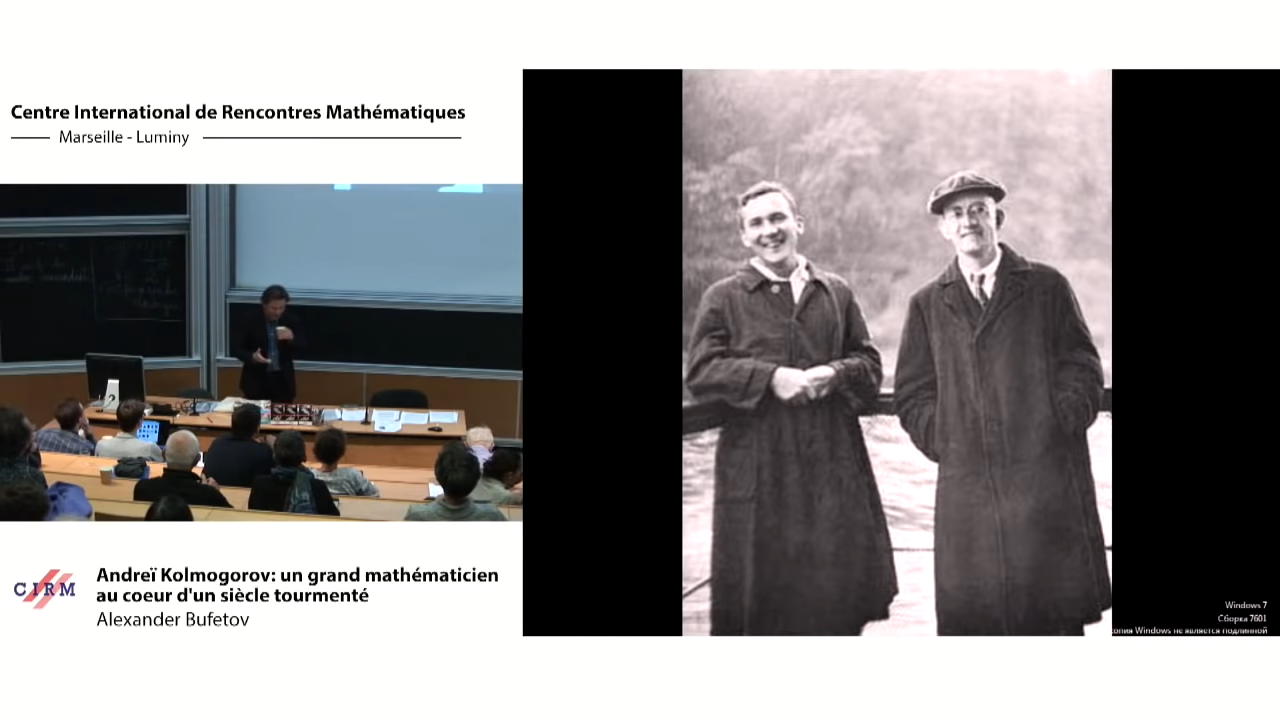 Centre International de Rencontres Mathématiques
Marseille - Luminy
CIRM
Andreï Kolmogorov: un grand mathématicien
au coeur d'un siècle tourmenté
Alexander Bufetov
Windows 7
Сборка 7601
опия Windows не является подлинной